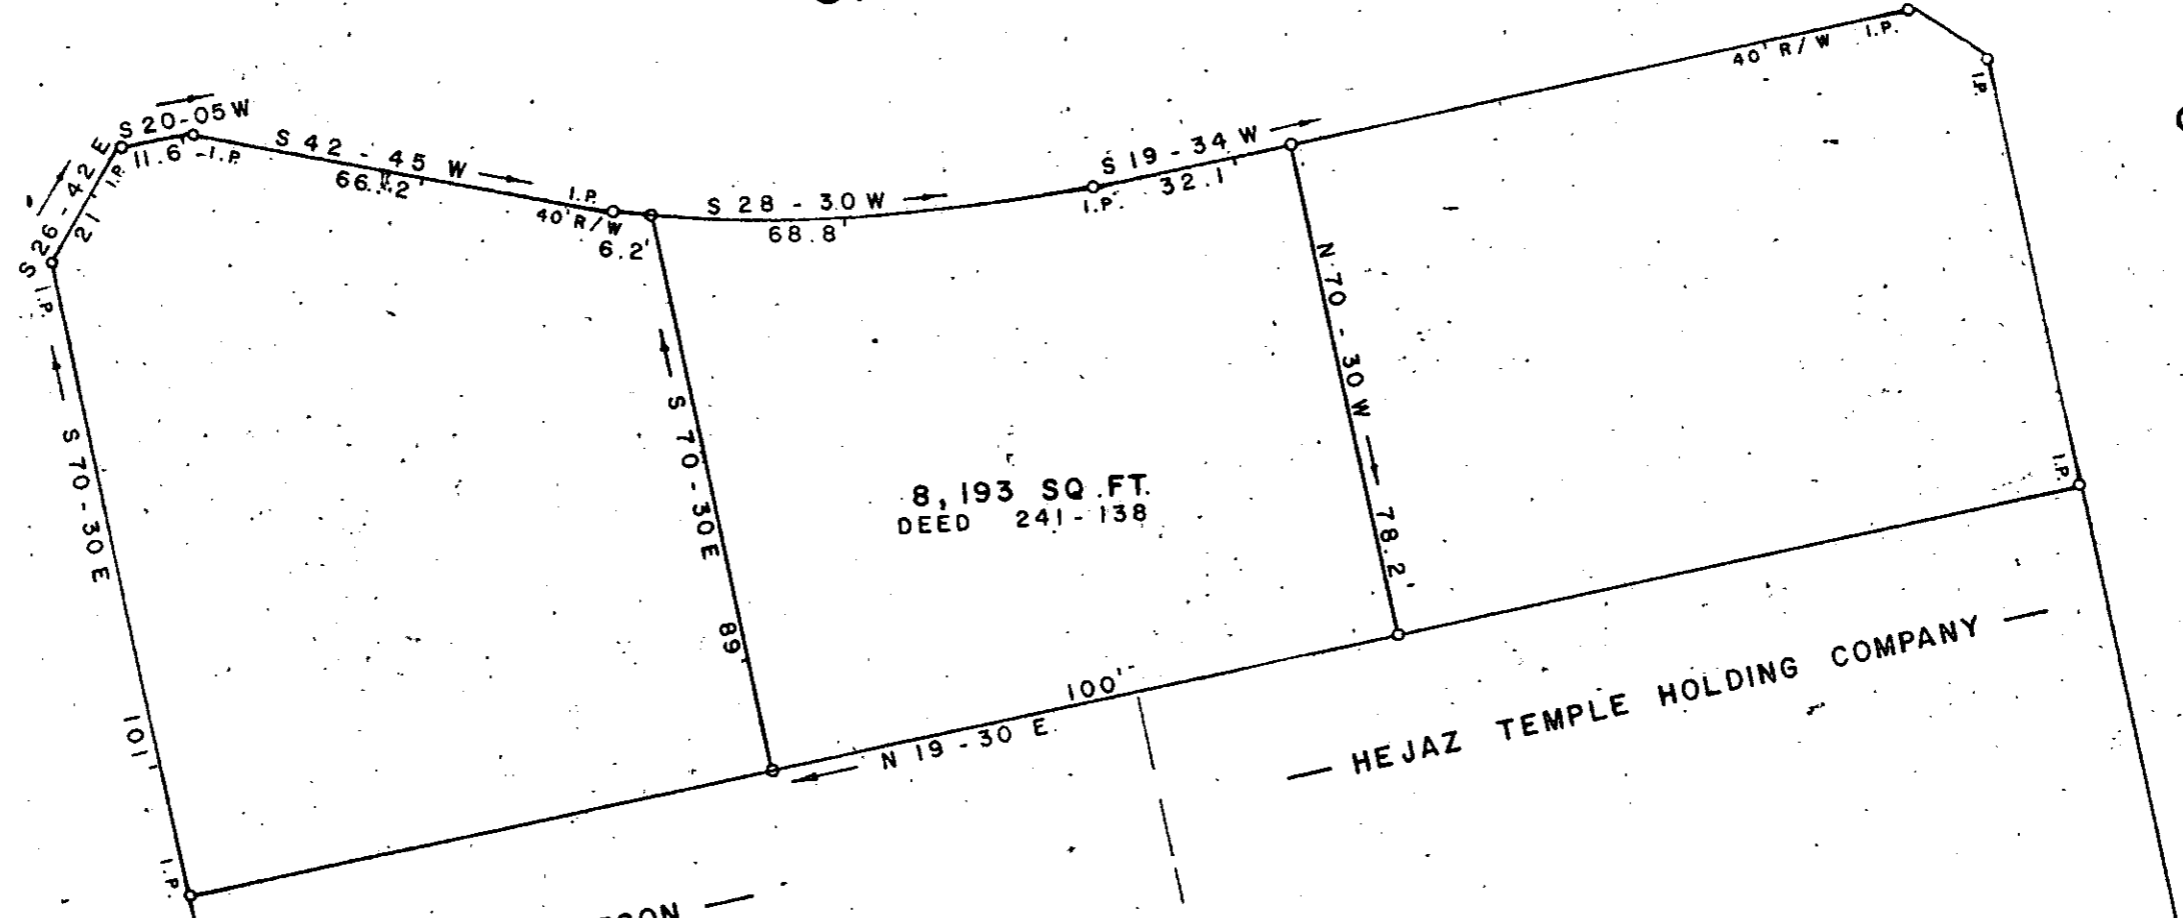 S 20-05 W
11.6' - I.P.
S 26-42 E
21'
I.P.
I.P.
S 42 - 45 W
66.2'
I.P.
40' R/W
6.2'
S 28 - 30 W
68.8'
S 19-34 W
32.1'
I.P.
40' R/W
I.P.
I.P.
S 70-30 E
101'
I.P.
S 70-30 E
89'
8,193 SQ. FT.
DEED 241-138
N 70 - 30 W
78.2'
I.P.
100'
N 19-30 E
HEJAZ TEMPLE HOLDING COMPANY